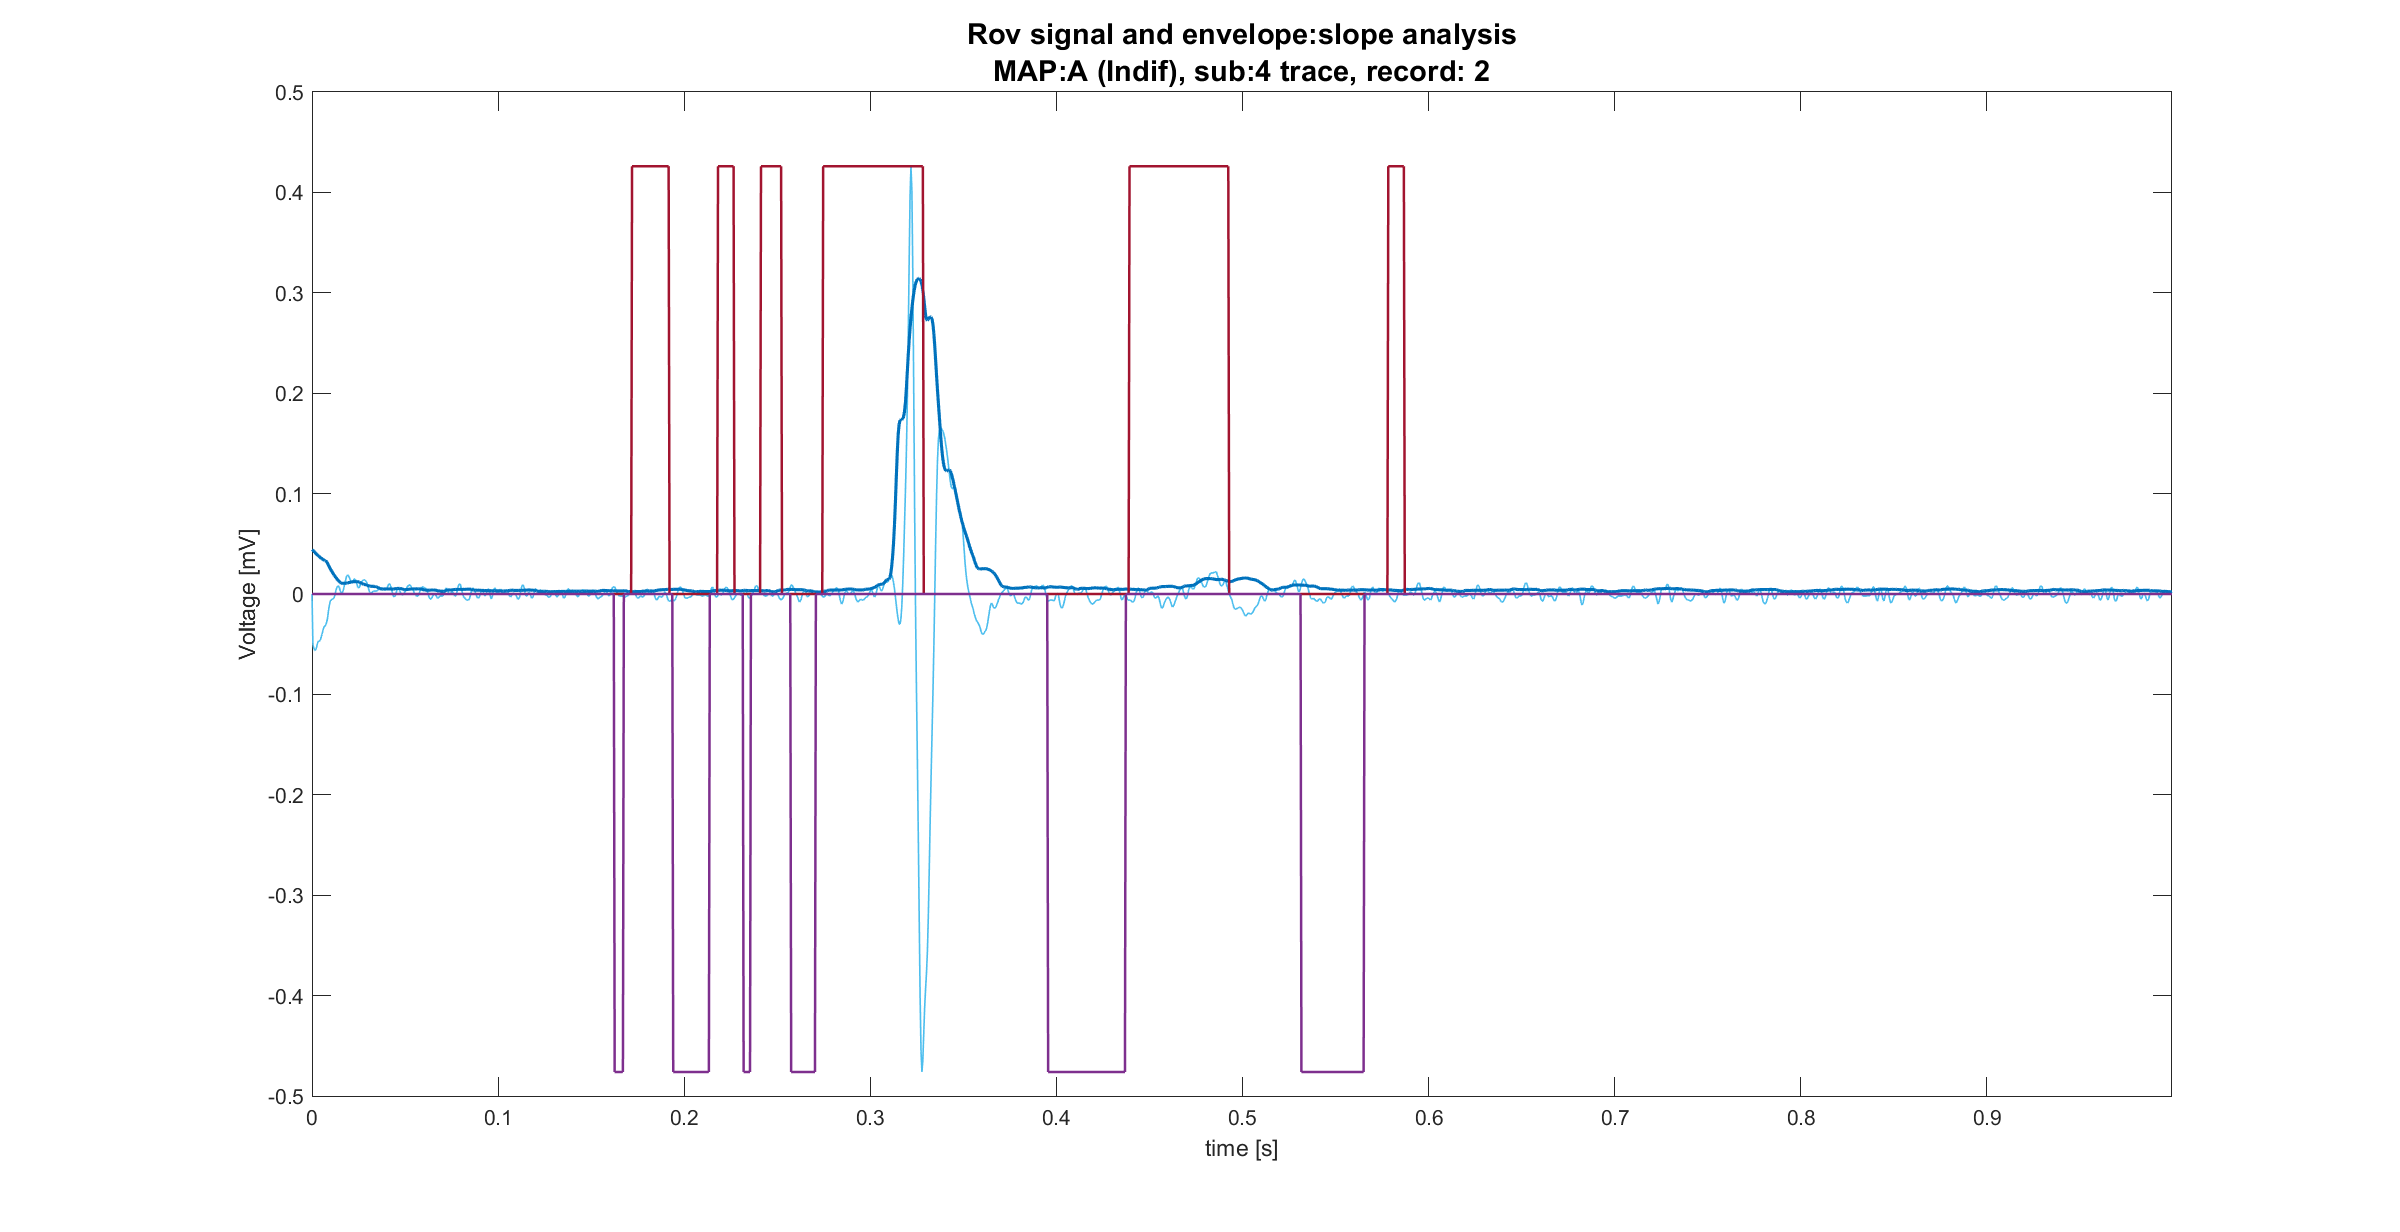 Rov signal and envelope:slope analysis
MAP:A (Indif), sub:4 trace, record: 2
0.5
0.4
0.3
0.2
0.1
0
-0.1
-0.2
-0.3
-0.4
-0.5
Voltage [mV]
0 0.1 0.2 0.3 0.4 0.5 0.6 0.7 0.8 0.9
time [s]